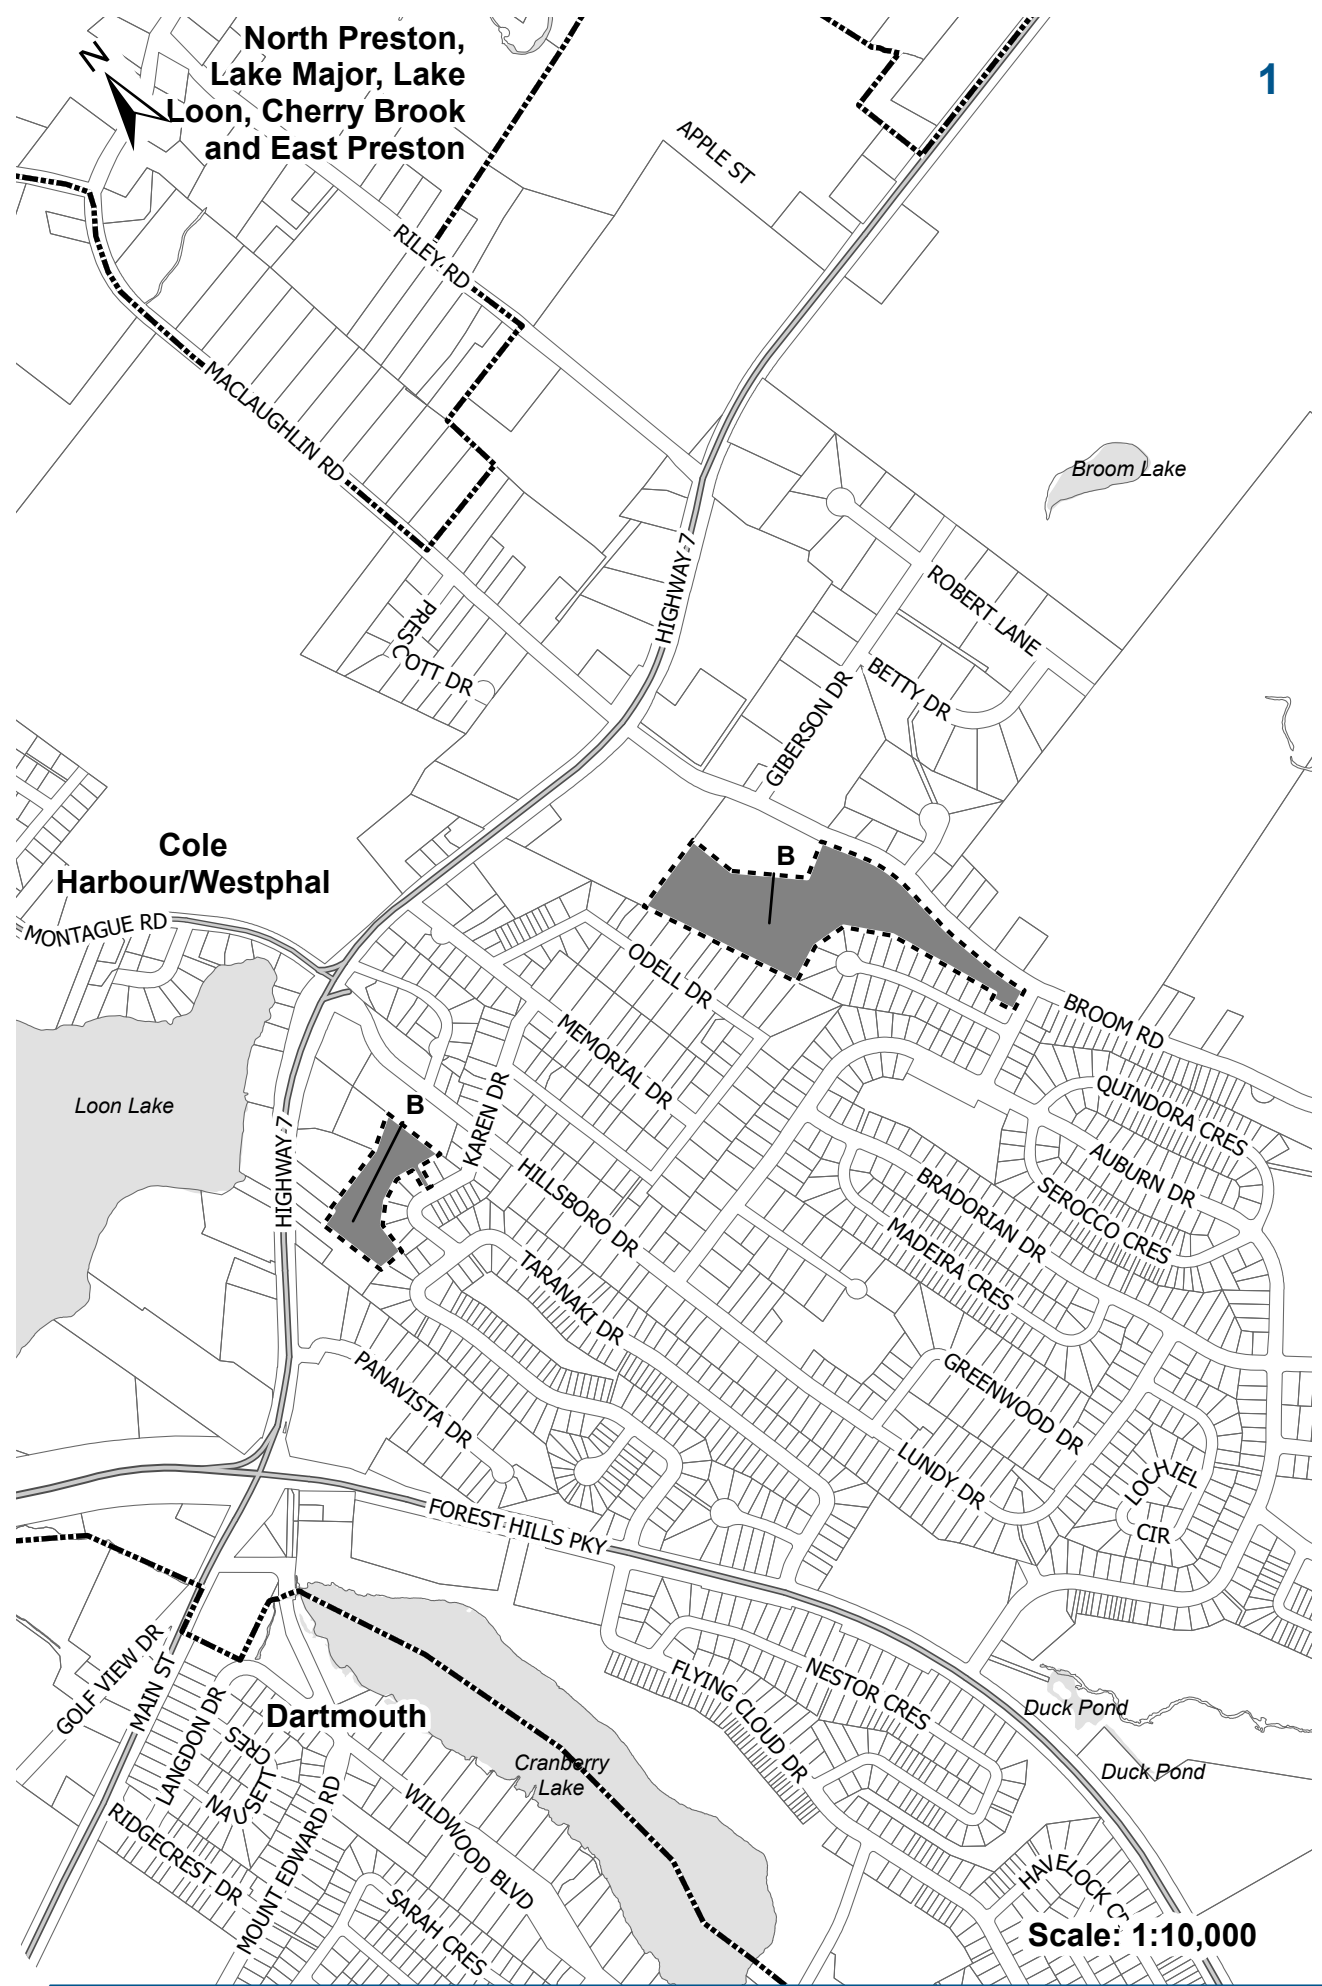 North Preston,
Lake Major, Lake
Loon, Cherry Brook
and East Preston
1
N
APPLE ST
RILEY RD
MACLAUGHLIN RD
Broom Lake
HIGHWAY 7
ROBERT LANE
PRESCOTT DR
BETTY DR
GIBERSON DR
Cole
Harbour/Westphal
B
MONTAGUE RD
ODELL DR
BROOM RD
MEMORIAL DR
Loon Lake
B
KAREN DR
QUINDORA CRES
HIGHWAY 7
AUBURN DR
HILLSBORO DR
BRADORIAN DR
SEROCCO CRES
MADEIRA CRES
TARANAKI DR
PANAVISTA DR
GREENWOOD DR
LUNDY DR
LOCHIEL
CIR
FOREST HILLS PKY
GOLF VIEW DR
MAIN ST
LANGDON DR
Dartmouth
FLYING CLOUD DR
NESTOR CRES
Duck Pond
NAUSETT
CRES
Cranberry
Lake
Duck Pond
RIDGECREST DR
MOUNT EDWARD RD
WILDWOOD BLVD
SARAH CRES
HAVELOCK CR
Scale: 1:10,000